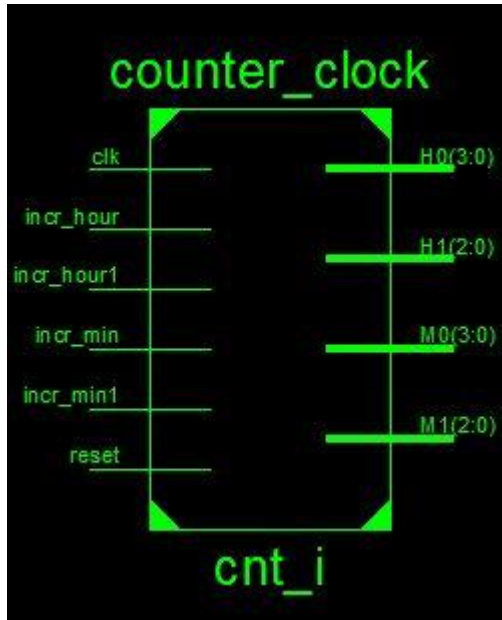 counter_clock
clk
H0(3:0)
incr_hour
H1(2:0)
incr_hour1
incr_min
M0(3:0)
incr_min1
M1(2:0)
reset
cnt_i